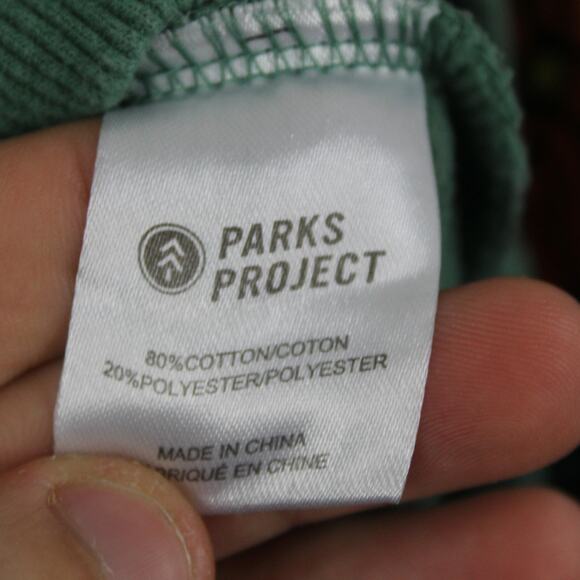 PARKS
PROJECT
80%COTTON/COTON
20%POLYESTER/POLYESTER
MADE IN CHINA
EN CHINE